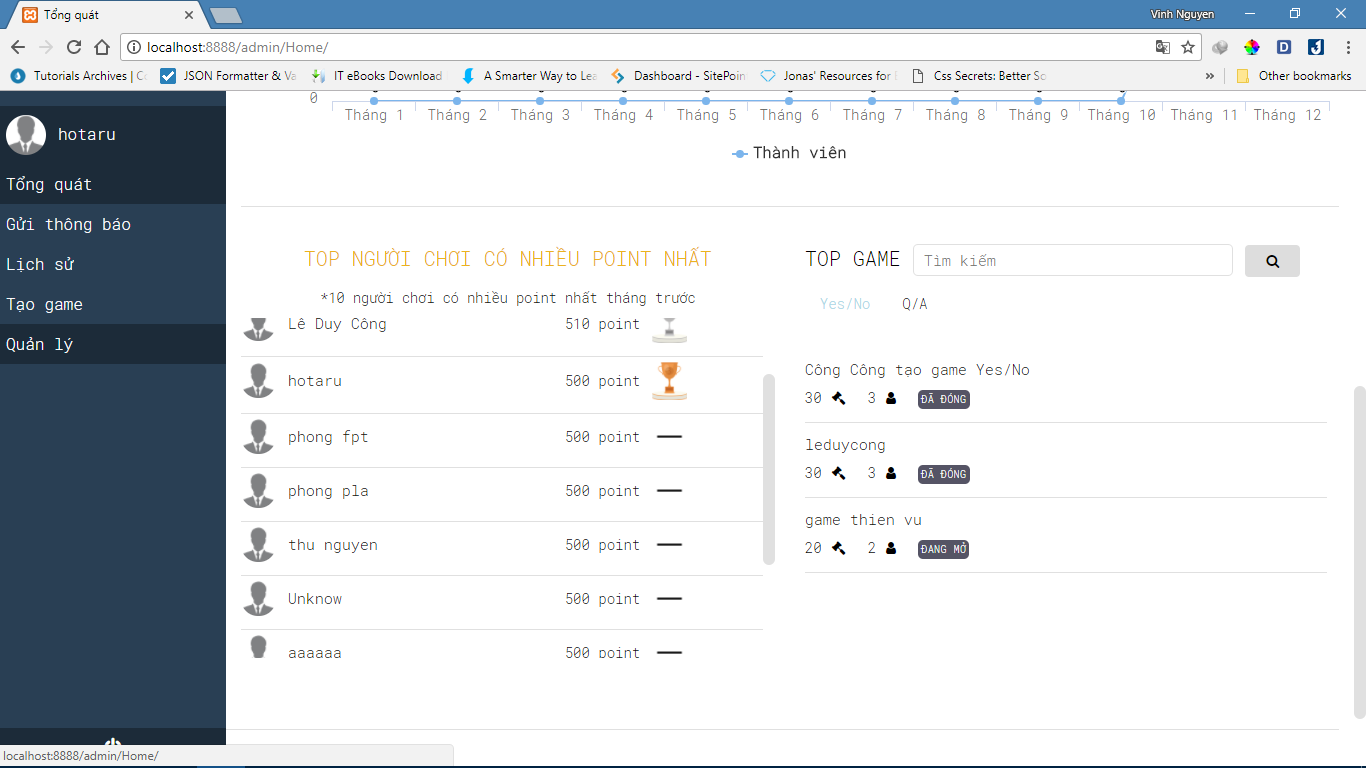 Tổng quát
Vinh Nguyen
localhost:8888/admin/Home/
Tutorials Archives | Co
JSON Formatter & Va
IT eBooks Download
A Smarter Way to Lea
Dashboard - SitePoin
Jonas' Resources for
Css Secrets: Better So
»
Other bookmarks
hotaru
Tổng quát
Gửi thông báo
Lịch sử
Tạo game
Quản lý
0
Tháng 1 Tháng 2 Tháng 3 Tháng 4 Tháng 5 Tháng 6 Tháng 7 Tháng 8 Tháng 9 Tháng 10 Tháng 11 Tháng 12
Thành viên
TOP NGƯỜI CHƠI CÓ NHIỀU POINT NHẤT
*10 người chơi có nhiều point nhất tháng trước
Lê Duy Công 510 point
hotaru 500 point
phong fpt 500 point
phong pla 500 point
thu nguyen 500 point
Unknow 500 point
aaaaaa 500 point
TOP GAME Tìm kiếm
Yes/No Q/A
Công Công tạo game Yes/No
30 3 ĐÃ ĐÓNG
leduycong
30 3 ĐÃ ĐÓNG
game thien vu
20 2 ĐANG MỞ
localhost:8888/admin/Home/